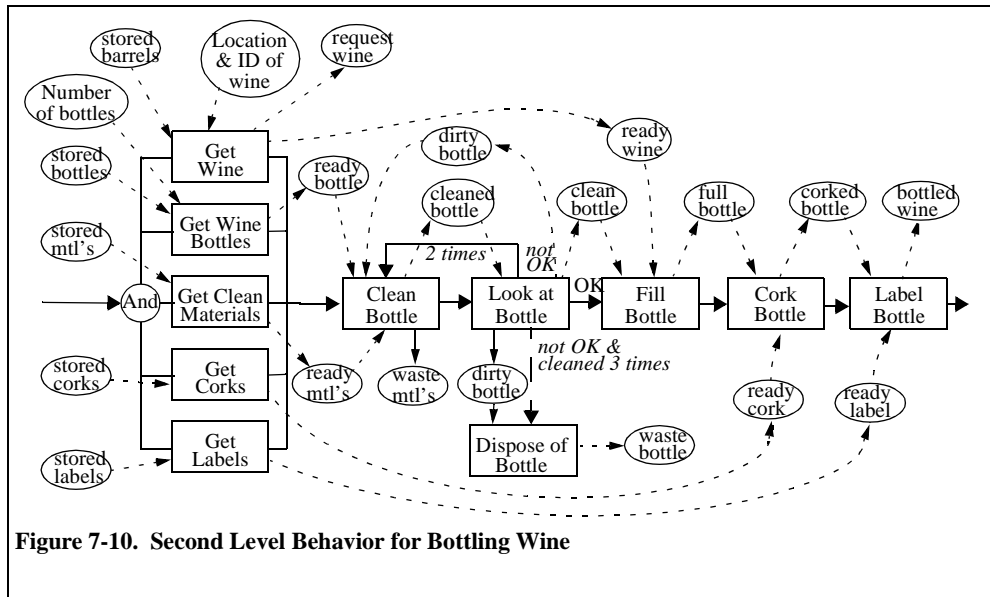 stored
barrels
Location
& ID of
wine
request
wine
Number
of bottles
Get
Wine
dirty
bottle
ready
wine
stored
bottles
ready
bottle
cleaned
bottle
clean
bottle
full
bottle
corked
bottle
bottled
wine
Get Wine
Bottles
stored
mtl's
2 times
not
OK
And
Get Clean
Materials
Clean
Bottle
Look at
Bottle
OK
Fill
Bottle
Cork
Bottle
Label
Bottle
not OK &
cleaned 3 times
stored
corks
Get
Corks
ready
mtl's
waste
mtl's
dirty
bottle
ready
cork
ready
label
Get
Labels
Dispose of
Bottle
waste
bottle
stored
labels
Figure 7-10. Second Level Behavior for Bottling Wine